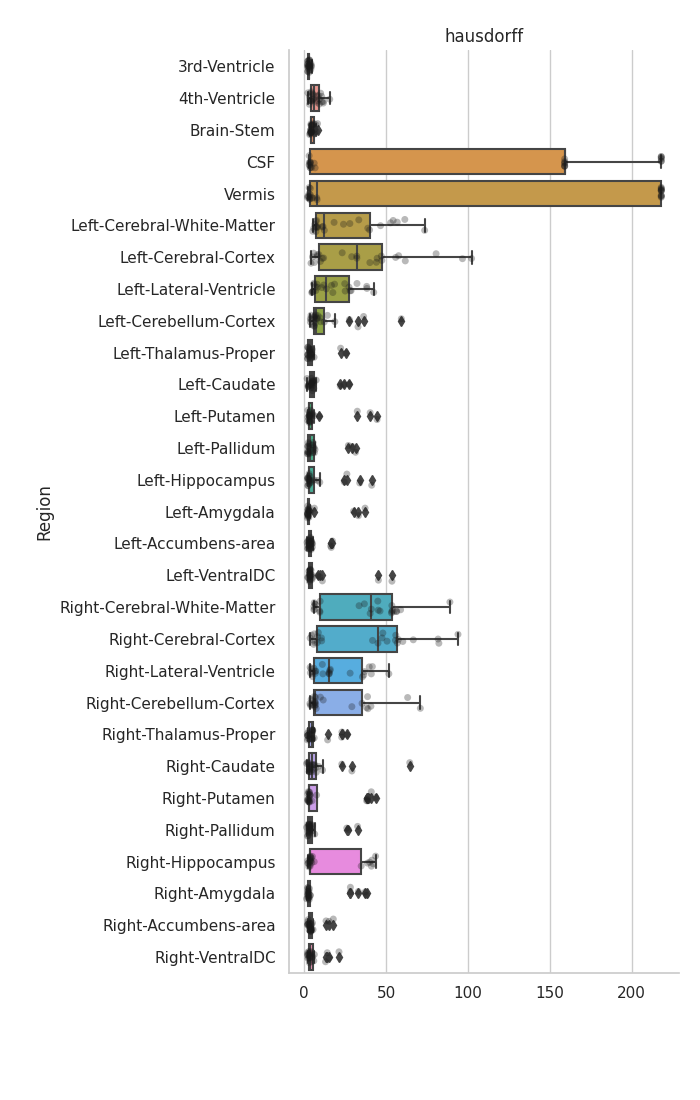 hausdorff
3rd-Ventricle
4th-Ventricle
Brain-Stem
CSF
Vermis
Left-Cerebral-White-Matter
Left-Cerebral-Cortex
Left-Lateral-Ventricle
Left-Cerebellum-Cortex
Left-Thalamus-Proper
Left-Caudate
Left-Putamen
Left-Pallidum
Left-Hippocampus
Left-Amygdala
Left-Accumbens-area
Left-VentralDC
Right-Cerebral-White-Matter
Right-Cerebral-Cortex
Right-Lateral-Ventricle
Right-Cerebellum-Cortex
Right-Thalamus-Proper
Right-Caudate
Right-Putamen
Right-Pallidum
Right-Hippocampus
Right-Amygdala
Right-Accumbens-area
Right-VentralDC
Region
0 50 100 150 200